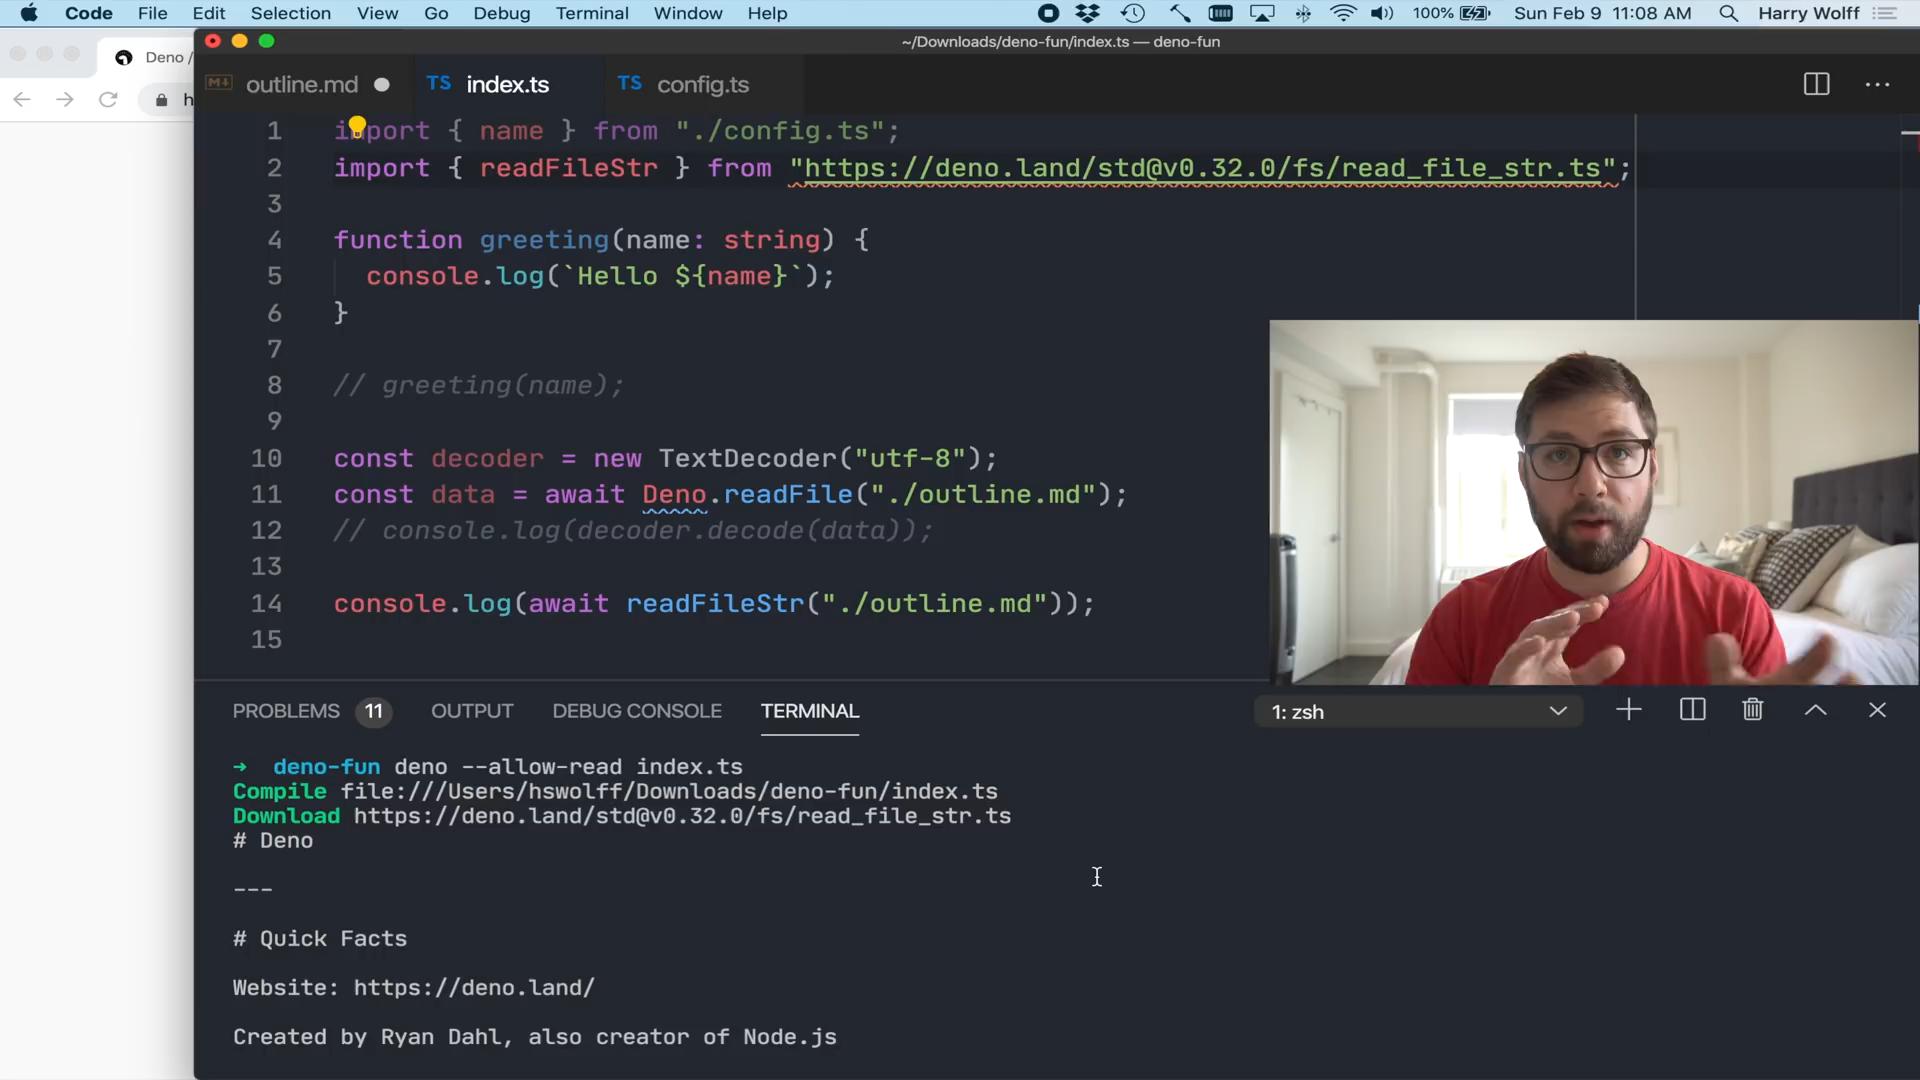 Code File Edit Selection View Go Debug Terminal Window Help 100% Sun Feb 9 11:08 AM Harry Wolff
~/Downloads/deno-fun/index.ts — deno-fun
Deno /
outline.md TS index.ts TS config.ts
h
1 import { name } from "./config.ts";
2 import { readFileStr } from "https://deno.land/std@v0.32.0/fs/read_file_str.ts";
3
4 function greeting(name: string) {
5 console.log(`Hello ${name}`);
6 }
7
8 // greeting(name);
9
10 const decoder = new TextDecoder("utf-8");
11 const data = await Deno.readFile("./outline.md");
12 // console.log(decoder.decode(data));
13
14 console.log(await readFileStr("./outline.md"));
15
PROBLEMS 11 OUTPUT DEBUG CONSOLE TERMINAL 1: zsh
➜ deno-fun deno --allow-read index.ts
Compile file:///Users/hswolff/Downloads/deno-fun/index.ts
Download https://deno.land/std@v0.32.0/fs/read_file_str.ts
# Deno
---
# Quick Facts
Website: https://deno.land/
Created by Ryan Dahl, also creator of Node.js